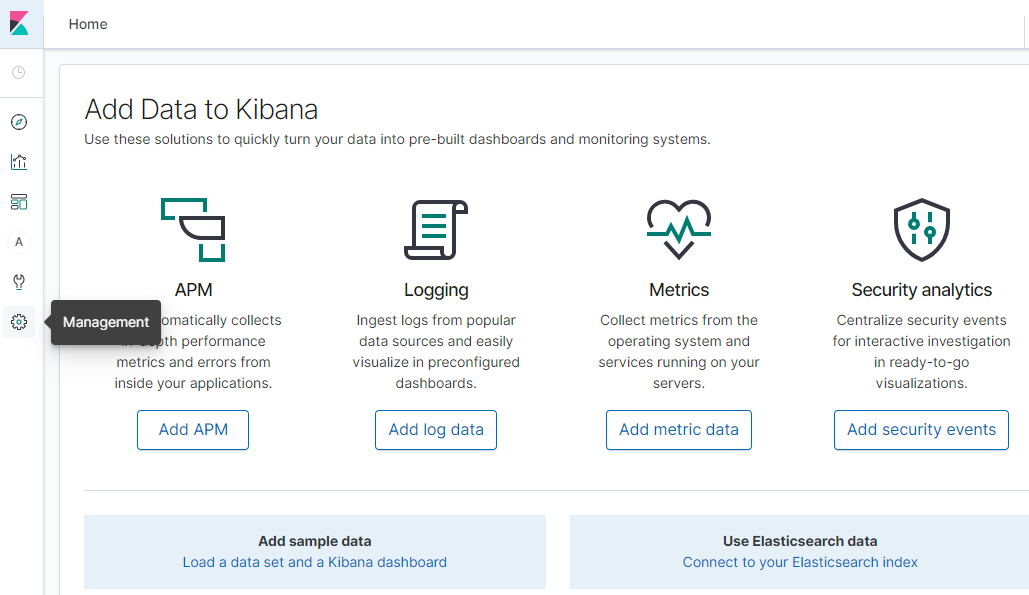 Home
Add Data to Kibana
Use these solutions to quickly turn your data into pre-built dashboards and monitoring systems.
A
APM
Logging
Metrics
Security analytics
Management
omatically collects
in-depth performance
metrics and errors from
inside your applications.
Ingest logs from popular
data sources and easily
visualize in preconfigured
dashboards.
Collect metrics from the
operating system and
services running on your
servers.
Centralize security events
for interactive investigation
in ready-to-go
visualizations.
Add APM
Add log data
Add metric data
Add security events
Add sample data
Load a data set and a Kibana dashboard
Use Elasticsearch data
Connect to your Elasticsearch index